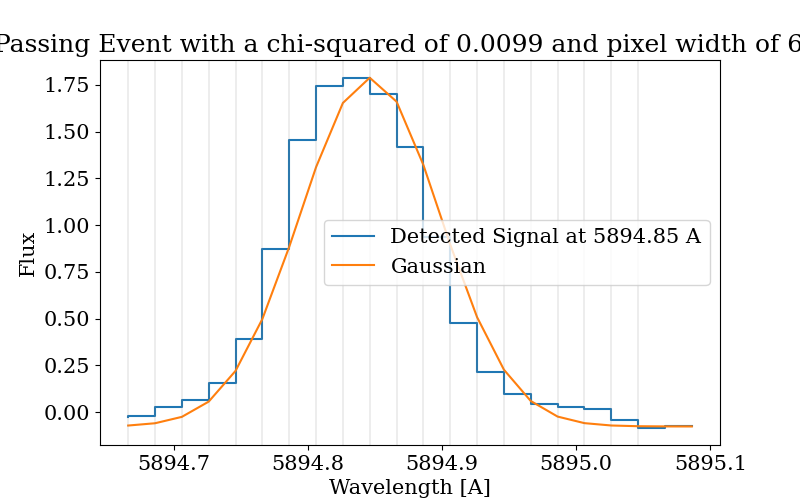 Passing Event with a chi-squared of 0.0099 and pixel width of 6
1.75
1.50
1.25
1.00
0.75
0.50
0.25
0.00
Flux
Detected Signal at 5894.85 A
Gaussian
5894.7 5894.8 5894.9 5895.0 5895.1
Wavelength [A]